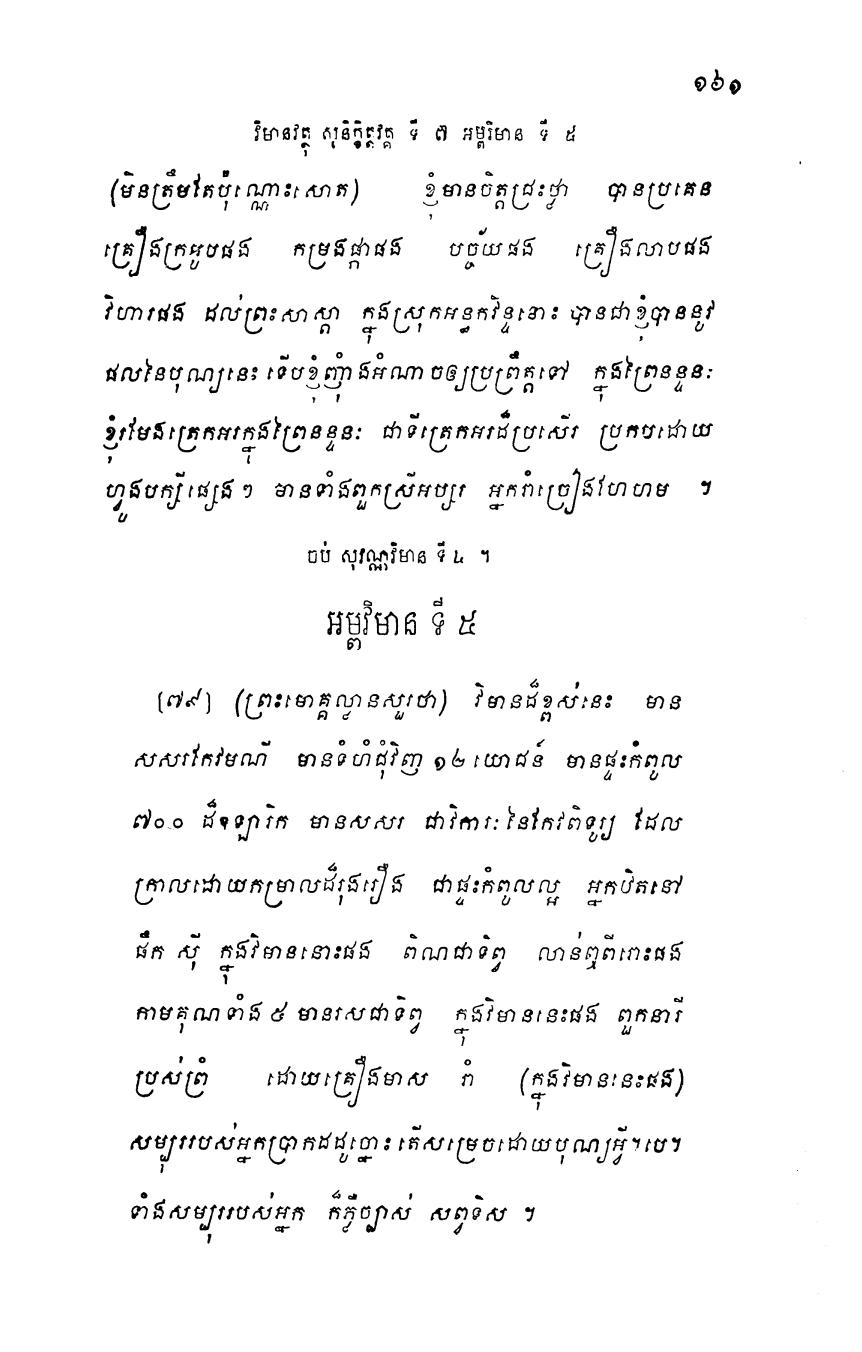 ១៦១
វិមានវត្ថុ សុនិក្ខិត្តវគ្គ ទី ៧ អម្ពវិមាន ទី ៥
(មិនត្រឹមតែប៉ុណ្ណោះសោត) ខ្ញុំមានចិត្តជ្រះថ្លា បានប្រគេន
គ្រឿងក្រអូបផង កម្រងផ្កាផង បច្ច័យផង គ្រឿងលាបផង
វិហារផង ដល់ព្រះសាស្តា ក្នុងស្រុកអន្ធកវិន្ទនោះ បានជាខ្ញុំបាននូវ
ផលនៃបុណ្យនេះ ទើបខ្ញុំញុំាងអំណាចឲ្យប្រព្រឹត្តទៅ ក្នុងព្រៃនន្ទនៈ
ខ្ញុំរមែងត្រេកអរក្នុងព្រៃនន្ទនៈ ជាទីត្រេកអរដ៏ប្រសើរ ប្រកបដោយ
ហ្វូងបក្សីផ្សេង ៗ មានទាំងពួកស្រីអប្សរ អ្នករាំច្រៀងហែហម ។
ចប់ សុវណ្ណវិមាន ទី ៤ ។
អម្ពវិមាន ទី ៥
[៧៩] (ព្រះមោគ្គល្លានសួរថា) វិមានដ៏ខ្ពស់នេះ មាន
សសរកែវមណី មានទំហំជុំវិញ ១២ យោជន៍ មានផ្ទះកំពូល
៧០០ ដ៏ឧឡារិក មានសសរ ជាវិការៈនៃកែវពិទូរ្យ ដែល
ក្រាលដោយកម្រាលដ៏រុងរឿង ជាផ្ទះកំពូលល្អ អ្នកឋិតនៅ
ផឹក ស៊ី ក្នុងវិមាននោះផង ពិណជាទិព្វ លាន់ឮពីរោះផង
កាមគុណទាំង ៥ មានរសជាទិព្វ ក្នុងវិមាននេះផង ពួកនារី
ប្រស់ព្រំ ដោយគ្រឿងមាស រាំ (ក្នុងវិមាននេះផង)
សម្បុររបស់អ្នកប្រាកដដូច្នោះ តើសម្រេចដោយបុណ្យអ្វី។បេ។
ទាំងសម្បុររបស់អ្នក ក៏ភ្លឺច្បាស់ សព្វទិស ។